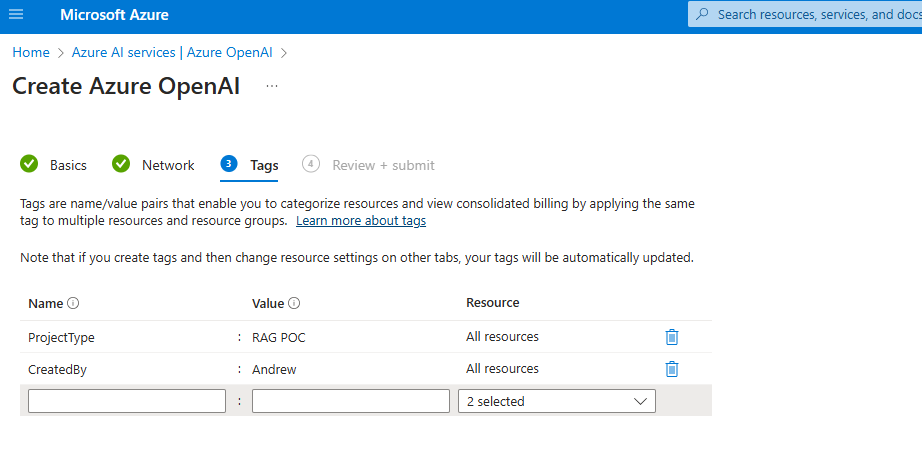 Microsoft Azure
Search resources, services, and docs
Home > Azure AI services | Azure OpenAI >
Create Azure OpenAI ...
Basics Network 3 Tags 4 Review + submit
Tags are name/value pairs that enable you to categorize resources and view consolidated billing by applying the same
tag to multiple resources and resource groups. Learn more about tags
Note that if you create tags and then change resource settings on other tabs, your tags will be automatically updated.
Name Value Resource
ProjectType : RAG POC All resources
CreatedBy : Andrew All resources
: 2 selected